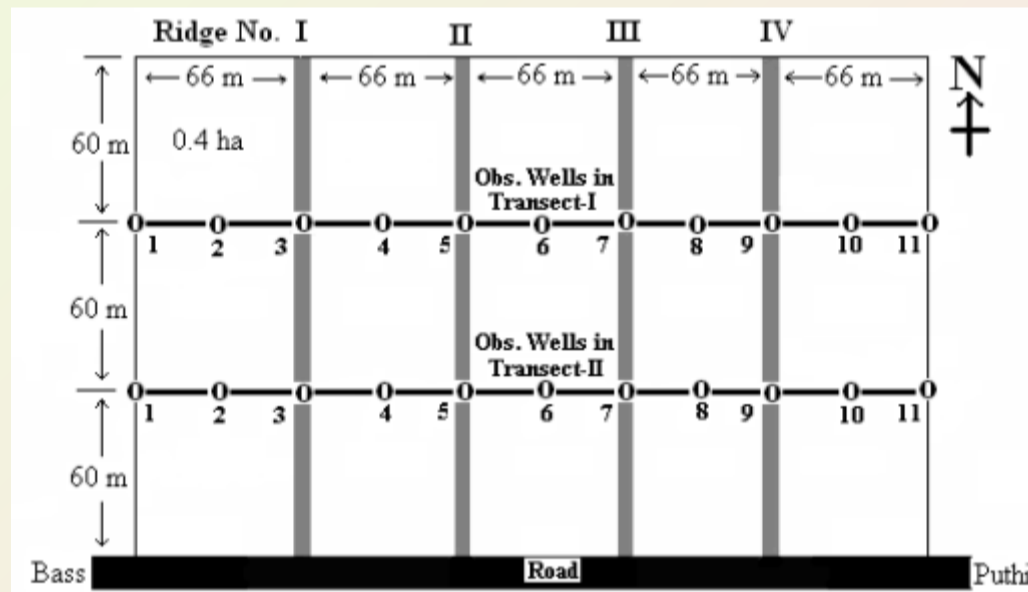 Ridge No. I II III IV
← 66 m → ← 66 m → ← 66 m → ← 66 m → ← 66 m →
N
60 m 0.4 ha
Obs. Wells in
Transect-I
1 2 3 4 5 6 7 8 9 10 11
60 m
Obs. Wells in
Transect-II
1 2 3 4 5 6 7 8 9 10 11
60 m
Bass Road Puthi